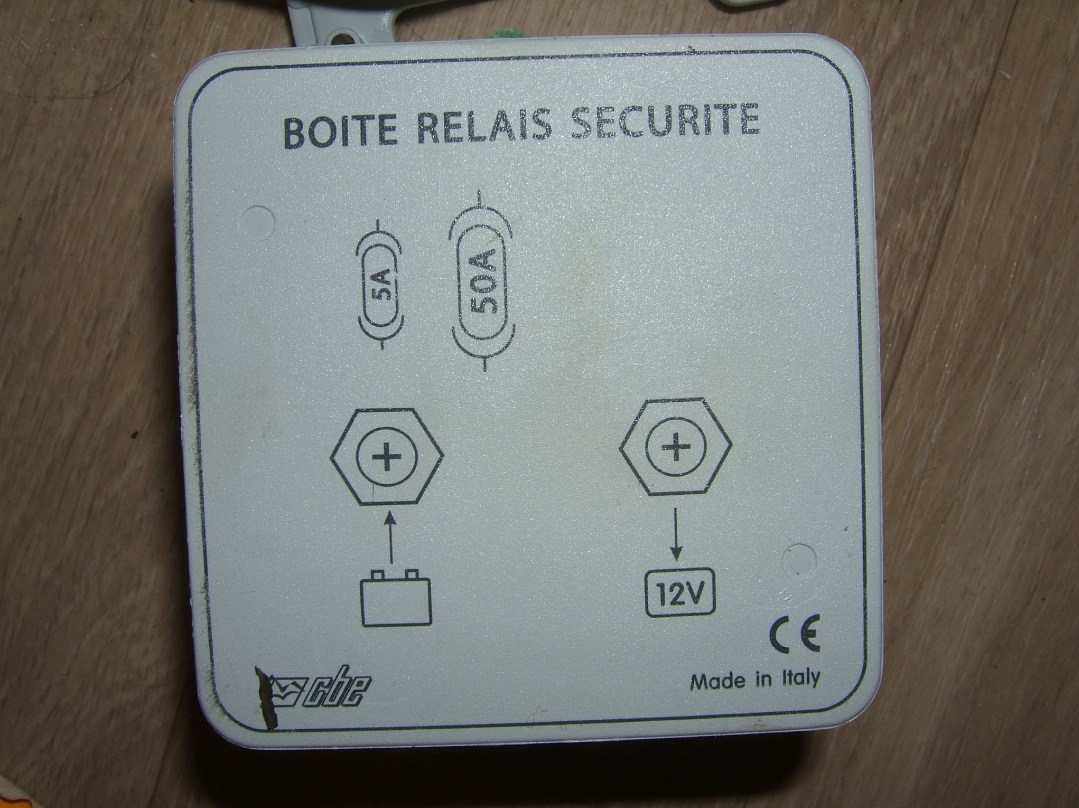 BOITE RELAIS SECURITE
5A
50A
+
+
12V
CE
cbe
Made in Italy